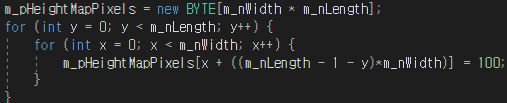 m_pHeightMapPixels = new BYTE[m_nWidth * m_nLength];
for (int y = 0; y < m_nLength; y++) {
for (int x = 0; x < m_nWidth; x++) {
m_pHeightMapPixels[x + ((m_nLength - 1 - y)*m_nWidth)] = 100;
}
}